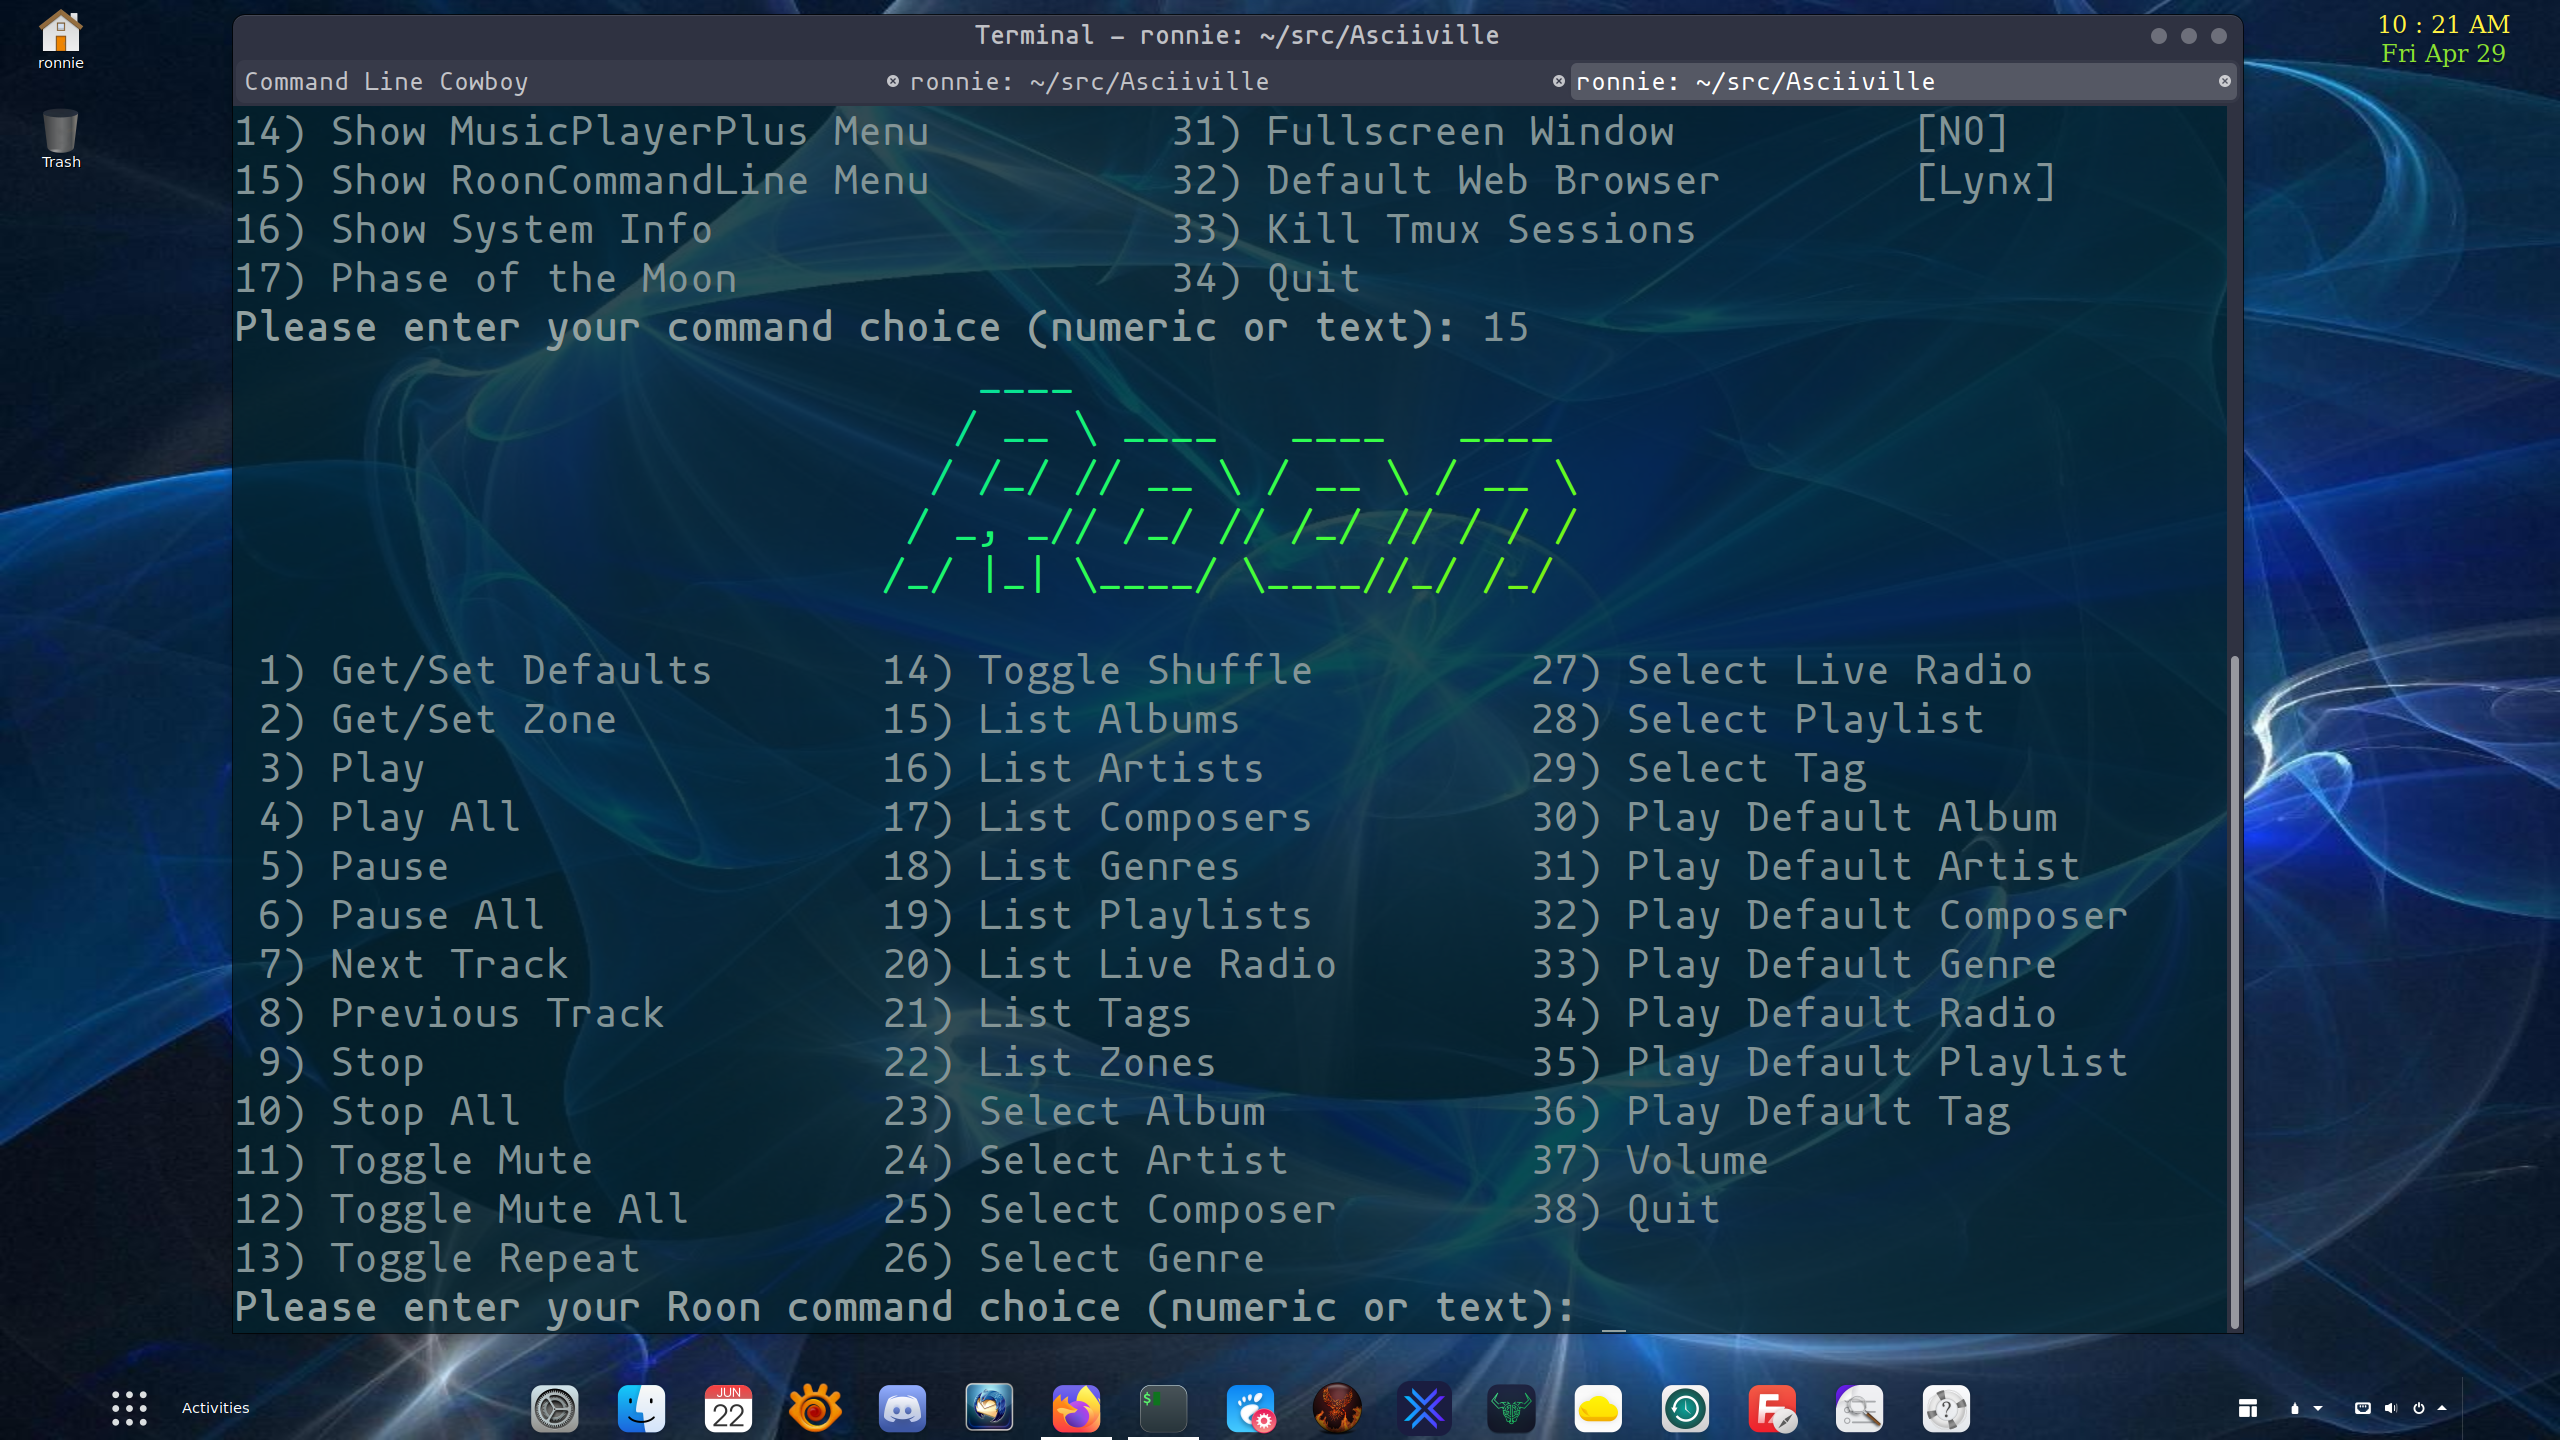 ronnie
Trash
10 : 21 AM
Fri Apr 29
Terminal - ronnie: ~/src/Asciiville
Command Line Cowboy ronnie: ~/src/Asciiville ronnie: ~/src/Asciiville
14) Show MusicPlayerPlus Menu 31) Fullscreen Window [NO]
15) Show RoonCommandLine Menu 32) Default Web Browser [Lynx]
16) Show System Info 33) Kill Tmux Sessions
17) Phase of the Moon 34) Quit
Please enter your command choice (numeric or text): 15
Roon
1) Get/Set Defaults 14) Toggle Shuffle 27) Select Live Radio
2) Get/Set Zone 15) List Albums 28) Select Playlist
3) Play 16) List Artists 29) Select Tag
4) Play All 17) List Composers 30) Play Default Album
5) Pause 18) List Genres 31) Play Default Artist
6) Pause All 19) List Playlists 32) Play Default Composer
7) Next Track 20) List Live Radio 33) Play Default Genre
8) Previous Track 21) List Tags 34) Play Default Radio
9) Stop 22) List Zones 35) Play Default Playlist
10) Stop All 23) Select Album 36) Play Default Tag
11) Toggle Mute 24) Select Artist 37) Volume
12) Toggle Mute All 25) Select Composer 38) Quit
13) Toggle Repeat 26) Select Genre
Please enter your Roon command choice (numeric or text): _
Activities
JUN
22
$
F
?